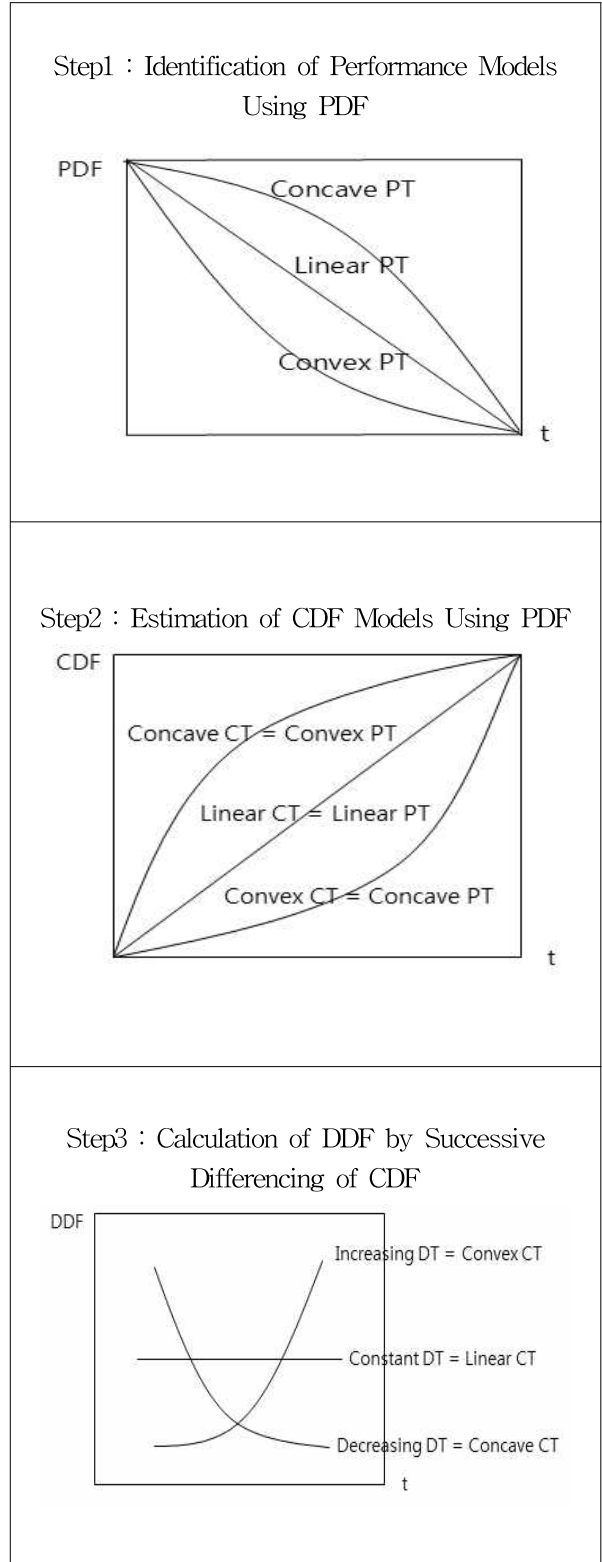 Step1 : Identification of Performance Models
Using PDF
PDF
Concave PT
Linear PT
Convex PT
t
Step2 : Estimation of CDF Models Using PDF
CDF
Concave CT = Convex PT
Linear CT = Linear PT
Convex CT = Concave PT
t
Step3 : Calculation of DDF by Successive
Differencing of CDF
DDF
Increasing DT = Convex CT
Constant DT = Linear CT
Decreasing DT = Concave CT
t